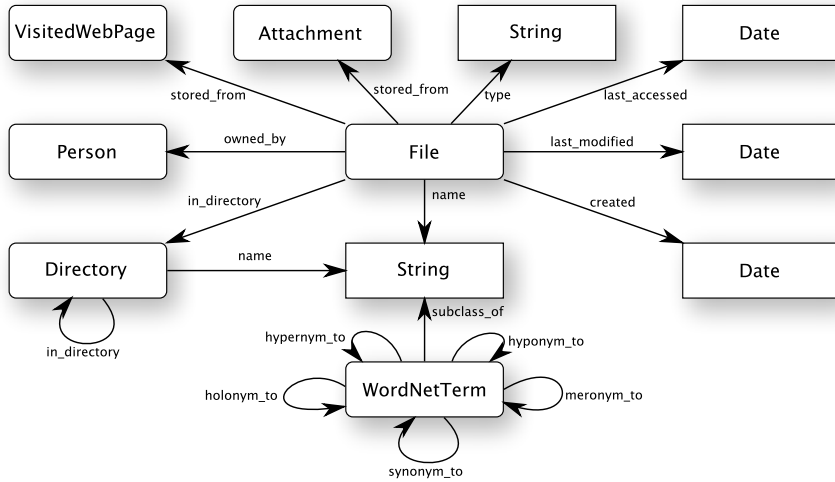 VisitedWebPage
Attachment
String
Date
stored_from
stored_from
type
last_accessed
Person
owned_by
File
last_modified
Date
in_directory
name
created
Directory
name
String
Date
subclass_of
in_directory
hypernym_to
hyponym_to
holonym_to
WordNetTerm
meronym_to
synonym_to